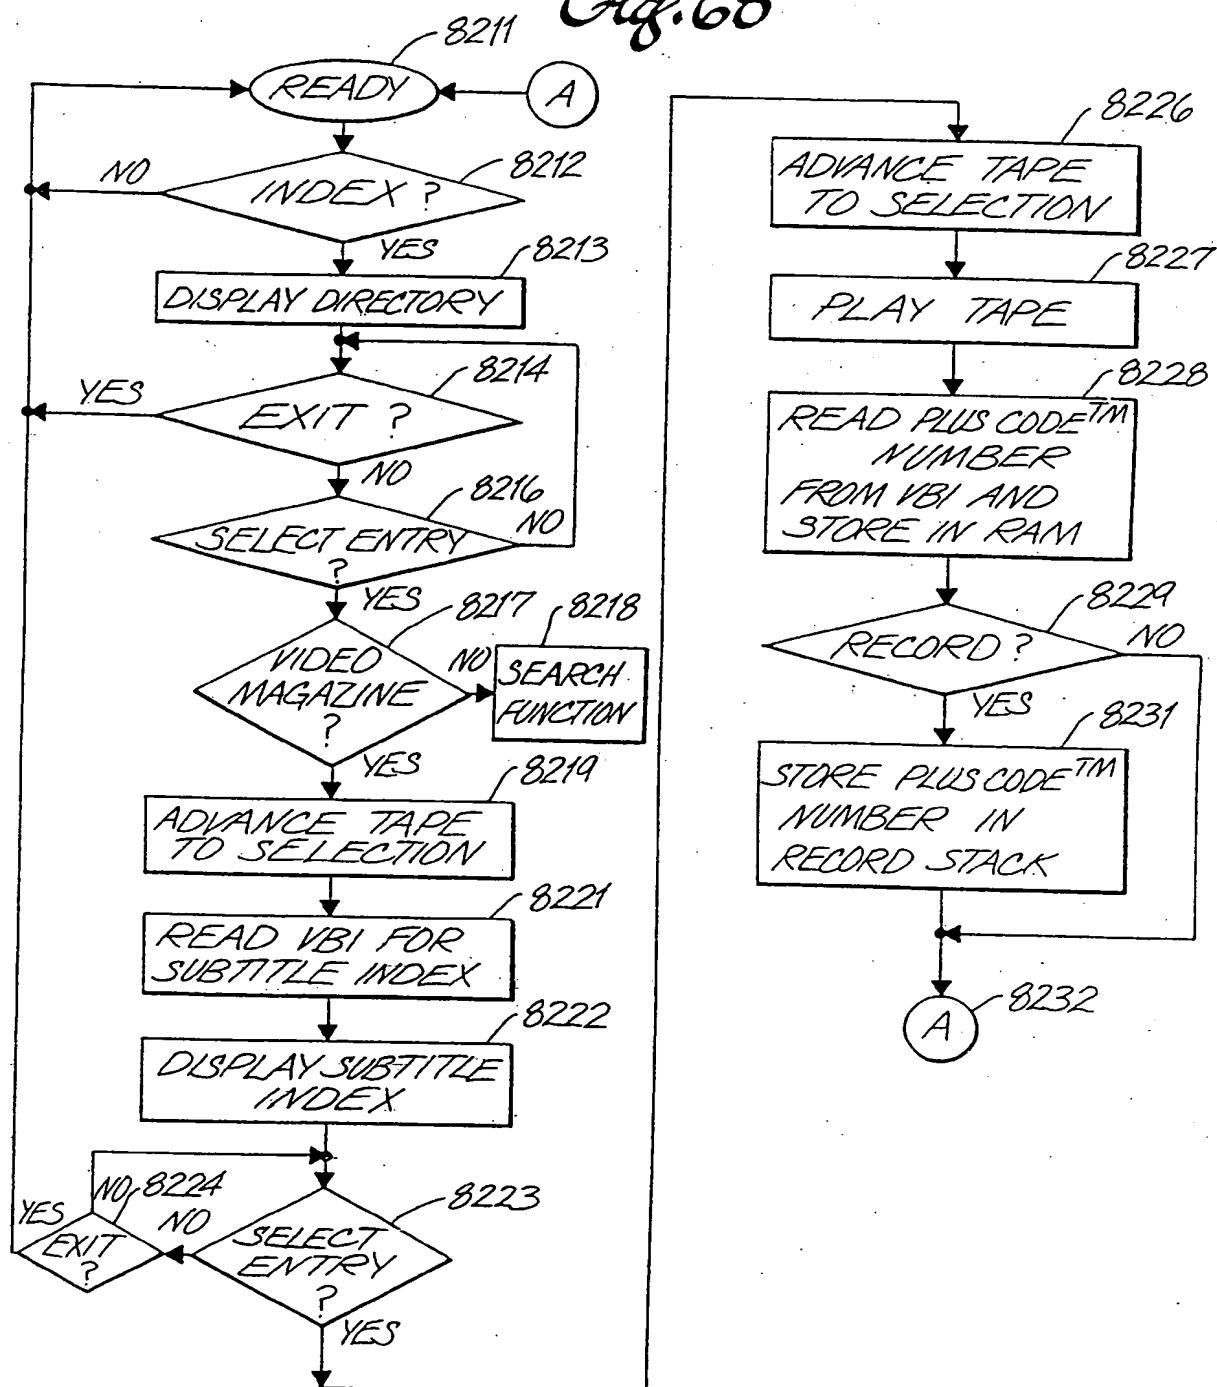 Fig. 68
8211
READY
A
NO
INDEX ?
8212
YES
8213
DISPLAY DIRECTORY
YES
8214
EXIT ?
NO
8216
SELECT ENTRY
?
NO
YES
8217
8218
VIDEO
MAGAZINE
?
NO
SEARCH
FUNCTION
YES
8219
ADVANCE TAPE
TO SELECTION
8221
READ VBI FOR
SUBTITLE INDEX
8222
DISPLAY SUBTITLE
INDEX
NO
8224
YES
EXIT
?
NO
8223
SELECT
ENTRY
?
YES
8226
ADVANCE TAPE
TO SELECTION
8227
PLAY TAPE
8228
READ PLUS CODE™
NUMBER
FROM VBI AND
STORE IN RAM
8229
RECORD ?
NO
YES
8231
STORE PLUS CODE™
NUMBER IN
RECORD STACK
A
8232